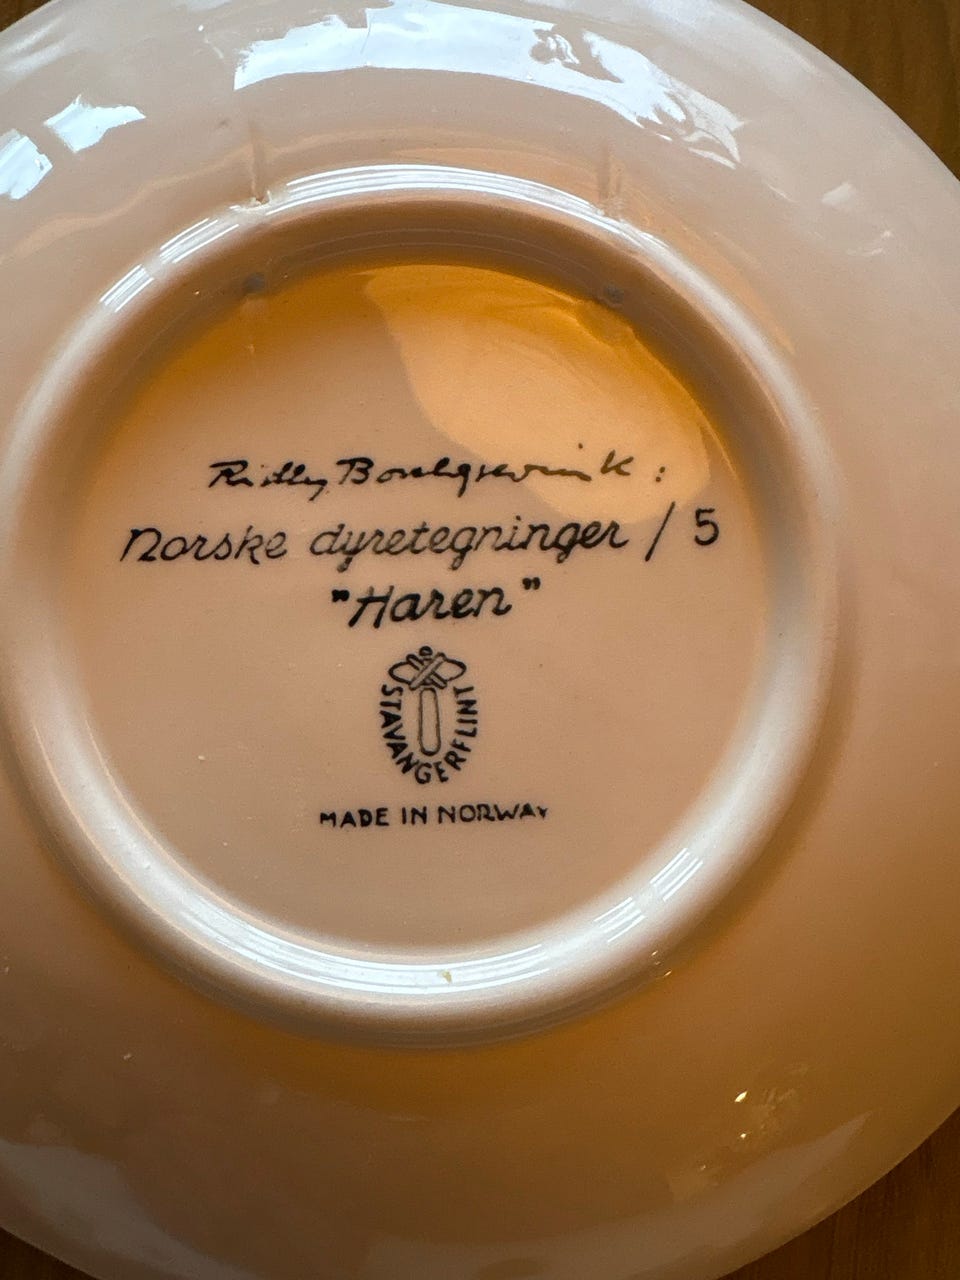 Ridley Borchgrevink :
Norske dyretegninger / 5
"Haren"
STAVANGERFLINT
MADE IN NORWAY